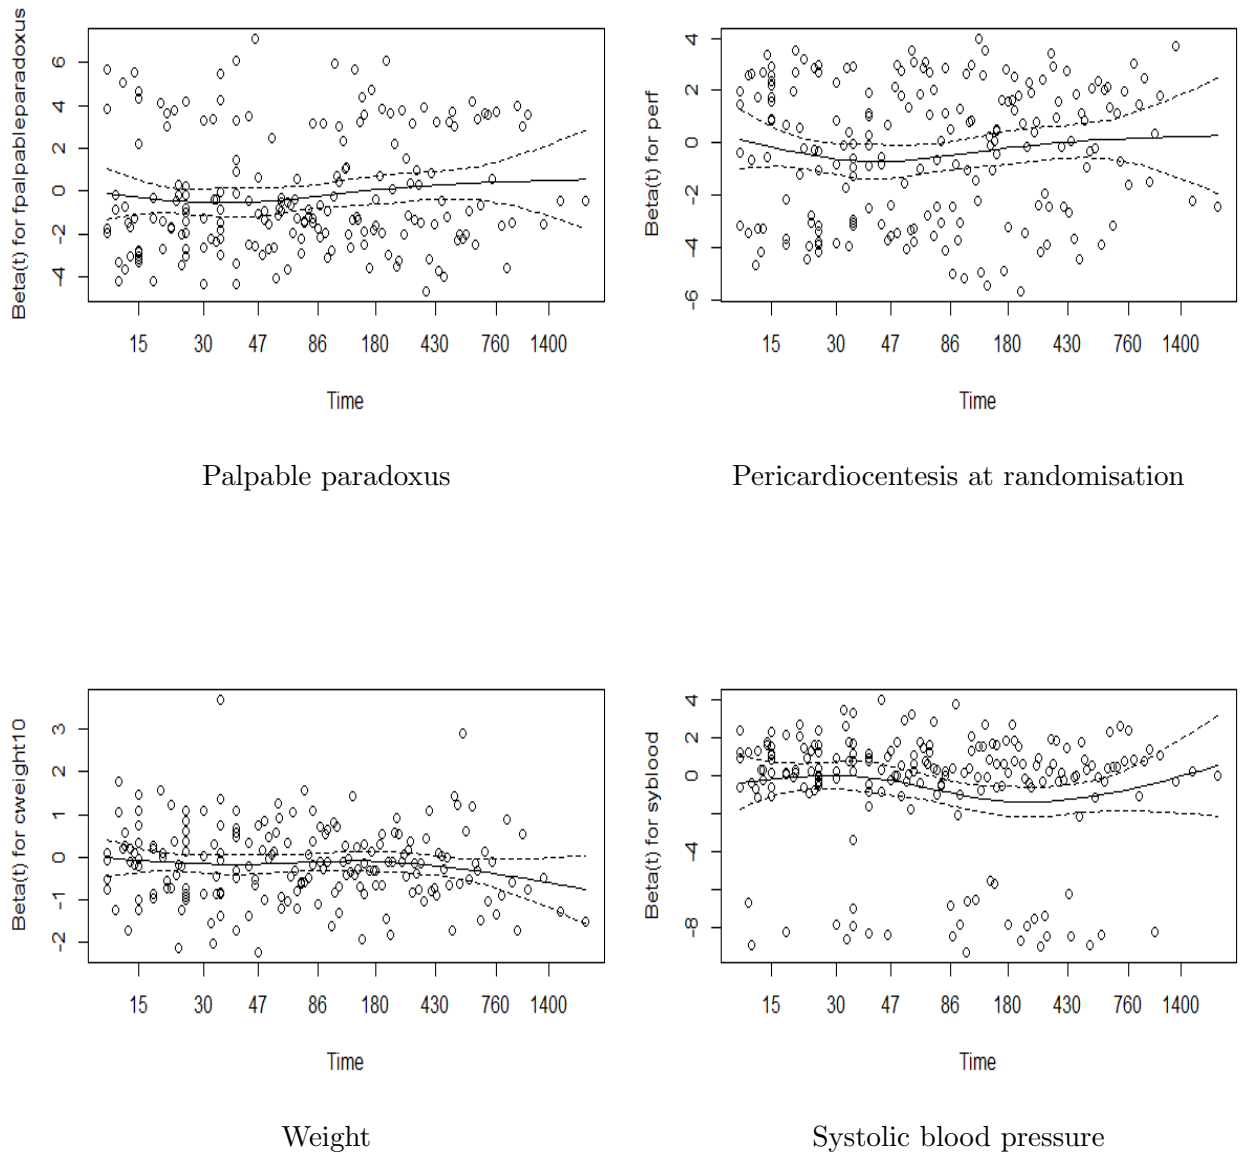 Beta(t) for fpalpableparadoxus
6
4
2
0
-2
-4
15 30 47 86 180 430 760 1400
Time
Palpable paradoxus
Beta(t) for perf
4
2
0
-2
-4
-6
15 30 47 86 180 430 760 1400
Time
Pericardiocentesis at randomisation
Beta(t) for cweight10
3
2
1
0
-1
-2
15 30 47 86 180 430 760 1400
Time
Weight
Beta(t) for syblood
4
2
0
-4
-8
15 30 47 86 180 430 760 1400
Time
Systolic blood pressure